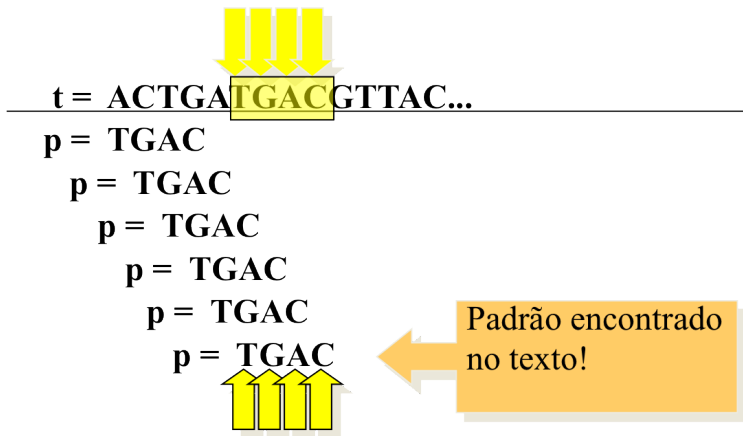 t = ACTGATGACGTTAC...
p = TGAC
p = TGAC
p = TGAC
p = TGAC
p = TGAC
p = TGAC
Padrão encontrado
no texto!